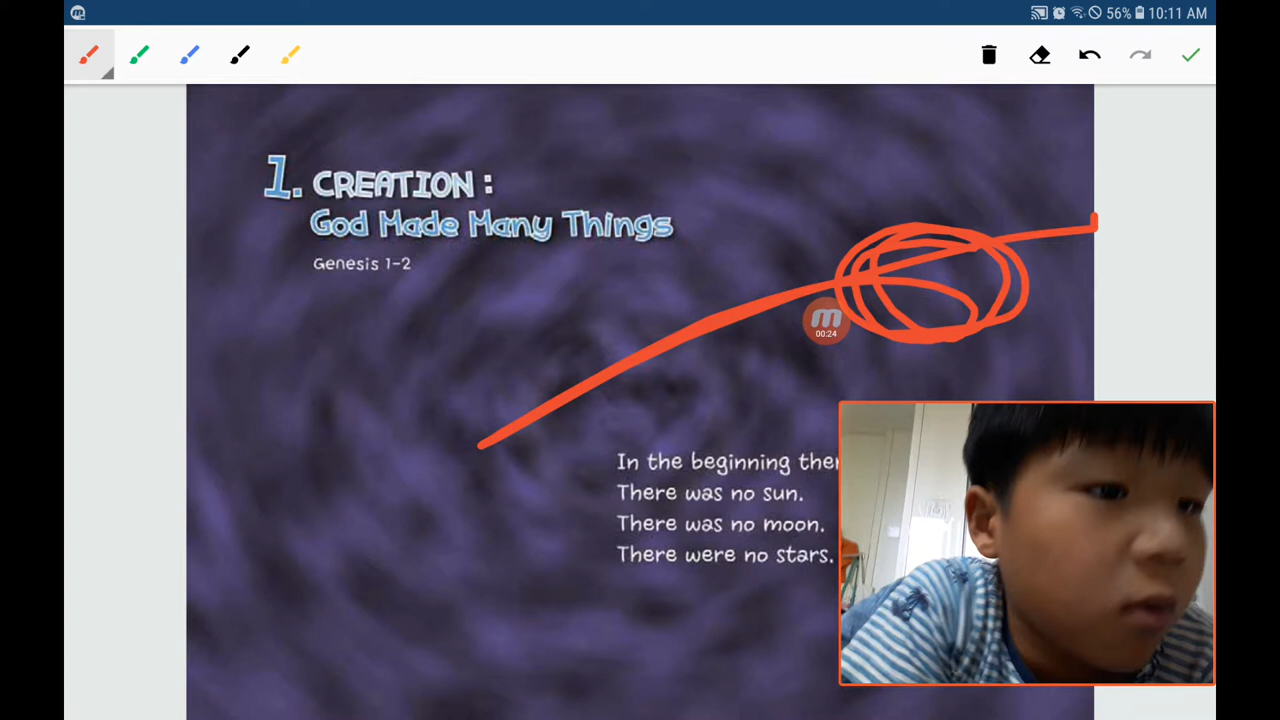 56% 10:11 AM
1. CREATION:
God Made Many Things
Genesis 1-2
00:24
In the beginning ther
There was no sun.
There was no moon.
There were no stars.